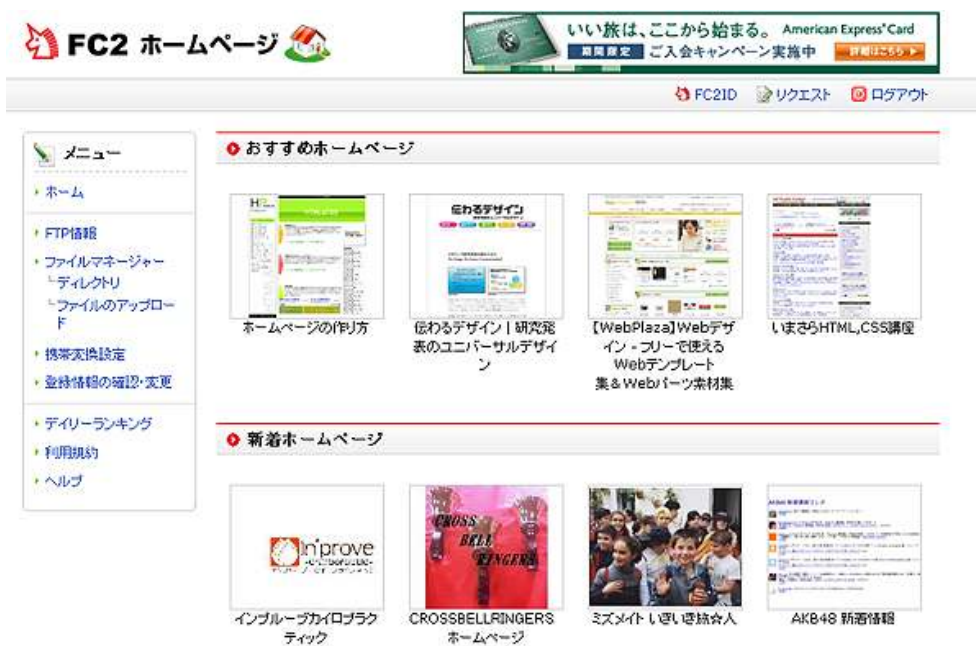 FC2 ホームページ
いい旅は、ここから始まる。 American Express®Card
期間限定 ご入会キャンペーン実施中 詳細はこちら
FC2ID リクエスト ログアウト
メニュー
ホーム
FTP情報
ファイルマネージャー
ディレクトリ
ファイルのアップロー
ド
携帯変換設定
登録情報の確認・変更
デイリーランキング
利用規約
ヘルプ
おすすめホームページ
伝わるデザイン
ホームページの作り方
伝わるデザイン | 研究発
表のユニバーサルデザイ
ン
【WebPlaza】Webデザ
イン - フリーで使える
Webテンプレート
集&Webパーツ素材集
いまさらHTML,CSS講座
新着ホームページ
In'prove
CROSS
BELL
RINGERS
インプルーブカイロプラク
ティック
CROSSBELLRINGERS
ホームページ
ミズメイト いきいき旅☆人
AKB48 新着情報